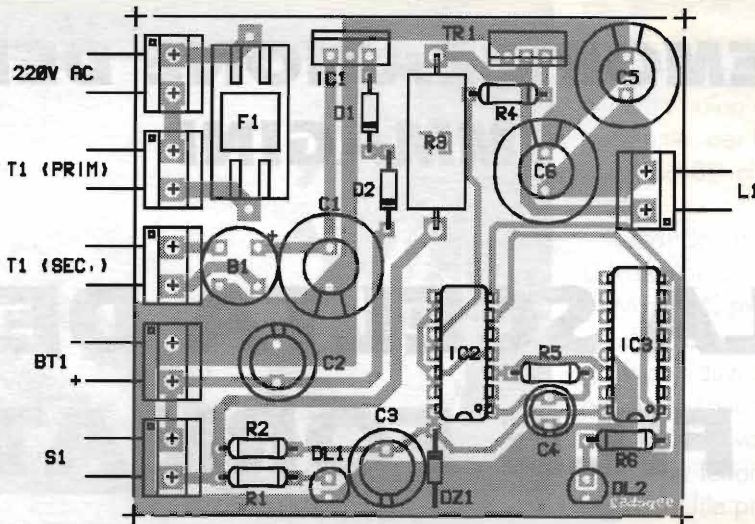 220V AC
T1 (PRIM)
T1 (SEC.)
BT1
-
+
S1
F1
IC1
D1
D2
R3
TR1
R4
C5
C6
L1
B1
+
C1
C2
IC2
IC3
R5
C3
C4
R6
R2
R1
DL1
DZ1
DL2